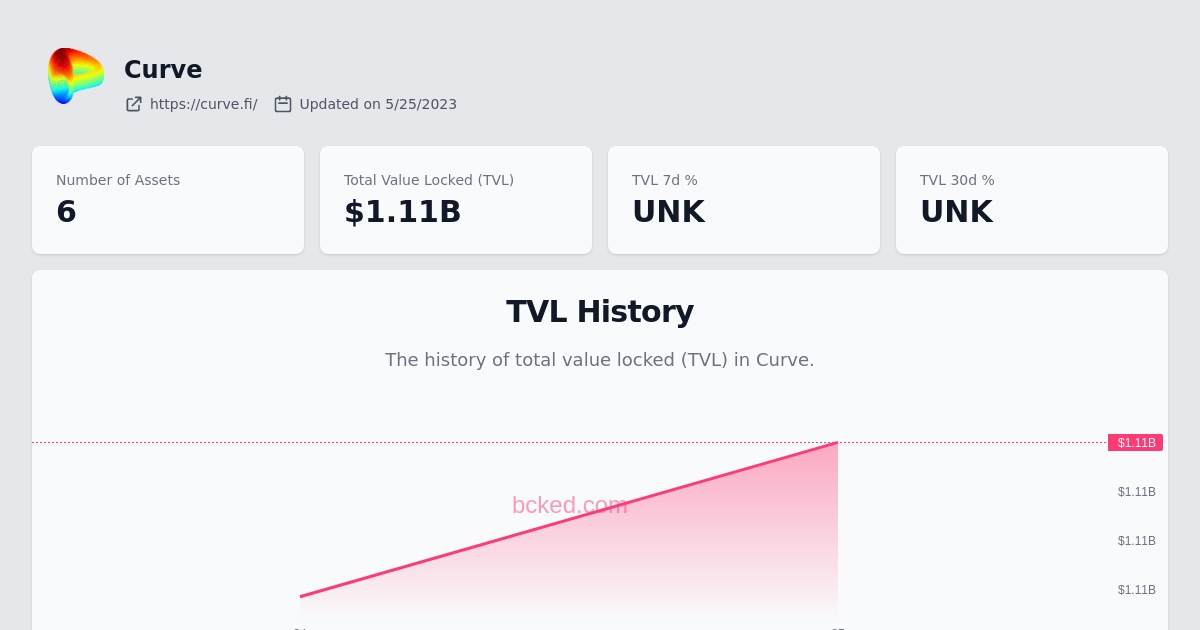 Curve
https://curve.fi/ Updated on 5/25/2023
Number of Assets
6
Total Value Locked (TVL)
$1.11B
TVL 7d %
UNK
TVL 30d %
UNK
TVL History
The history of total value locked (TVL) in Curve.
$1.11B
bcked.com
$1.11B
$1.11B
$1.11B